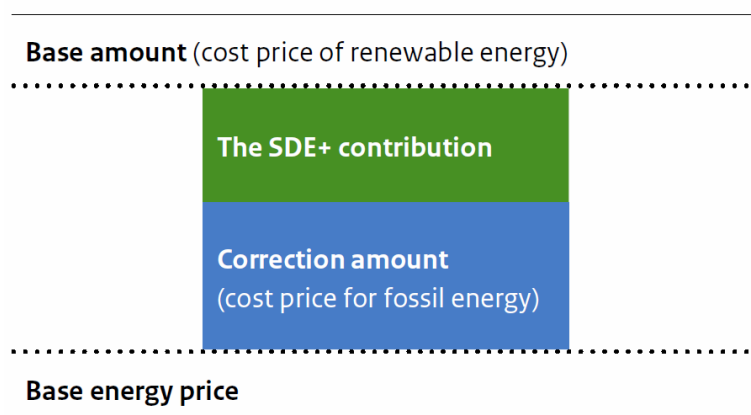 Base amount (cost price of renewable energy)
The SDE+ contribution
Correction amount
(cost price for fossil energy)
Base energy price